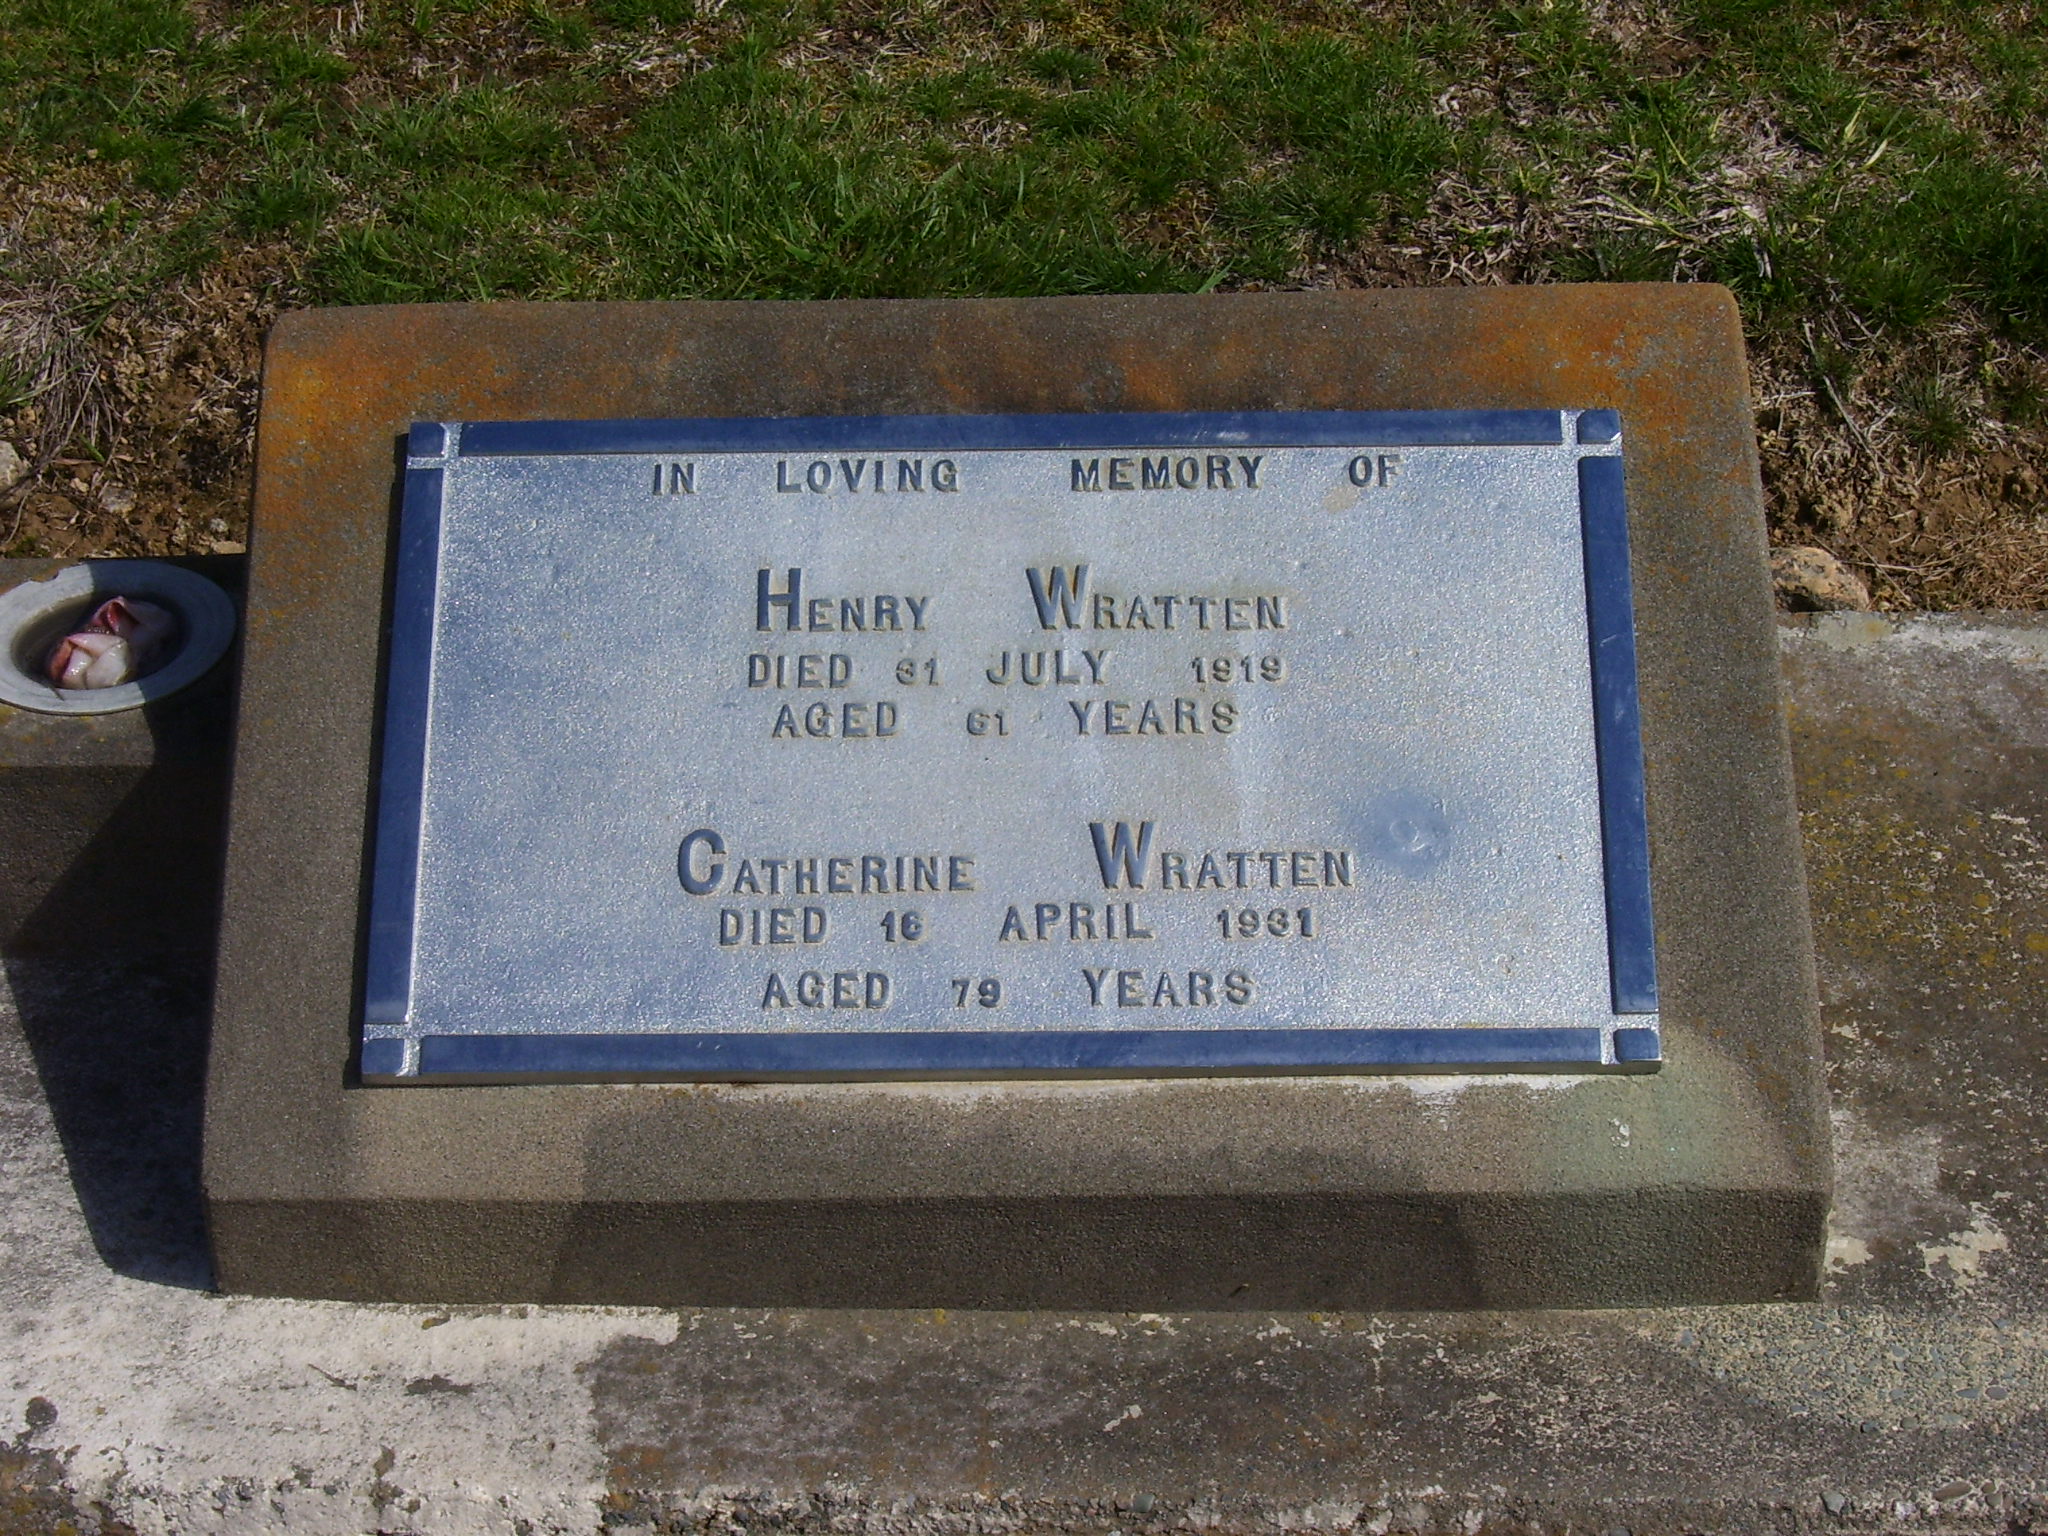 IN LOVING MEMORY OF
HENRY WRATTEN
DIED 31 JULY 1919
AGED 61 YEARS
CATHERINE WRATTEN
DIED 16 APRIL 1931
AGED 79 YEARS